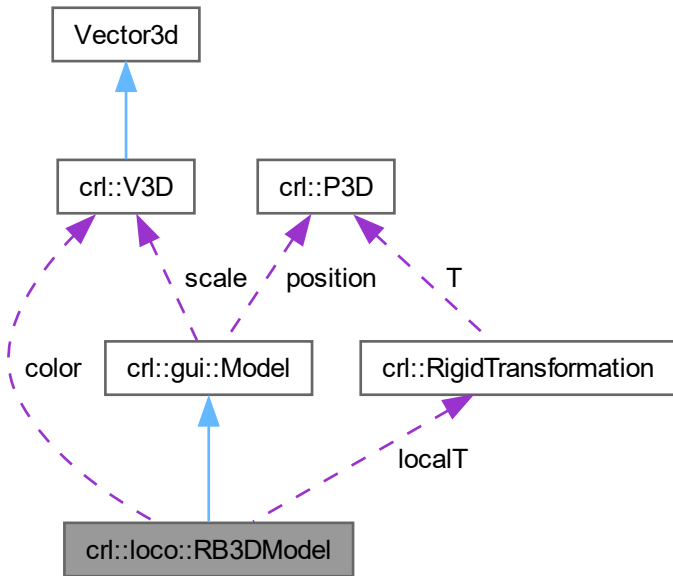 Vector3d
crl::V3D
crl::P3D
scale
position
T
color
crl::gui::Model
crl::RigidTransformation
localT
crl::loco::RB3DModel